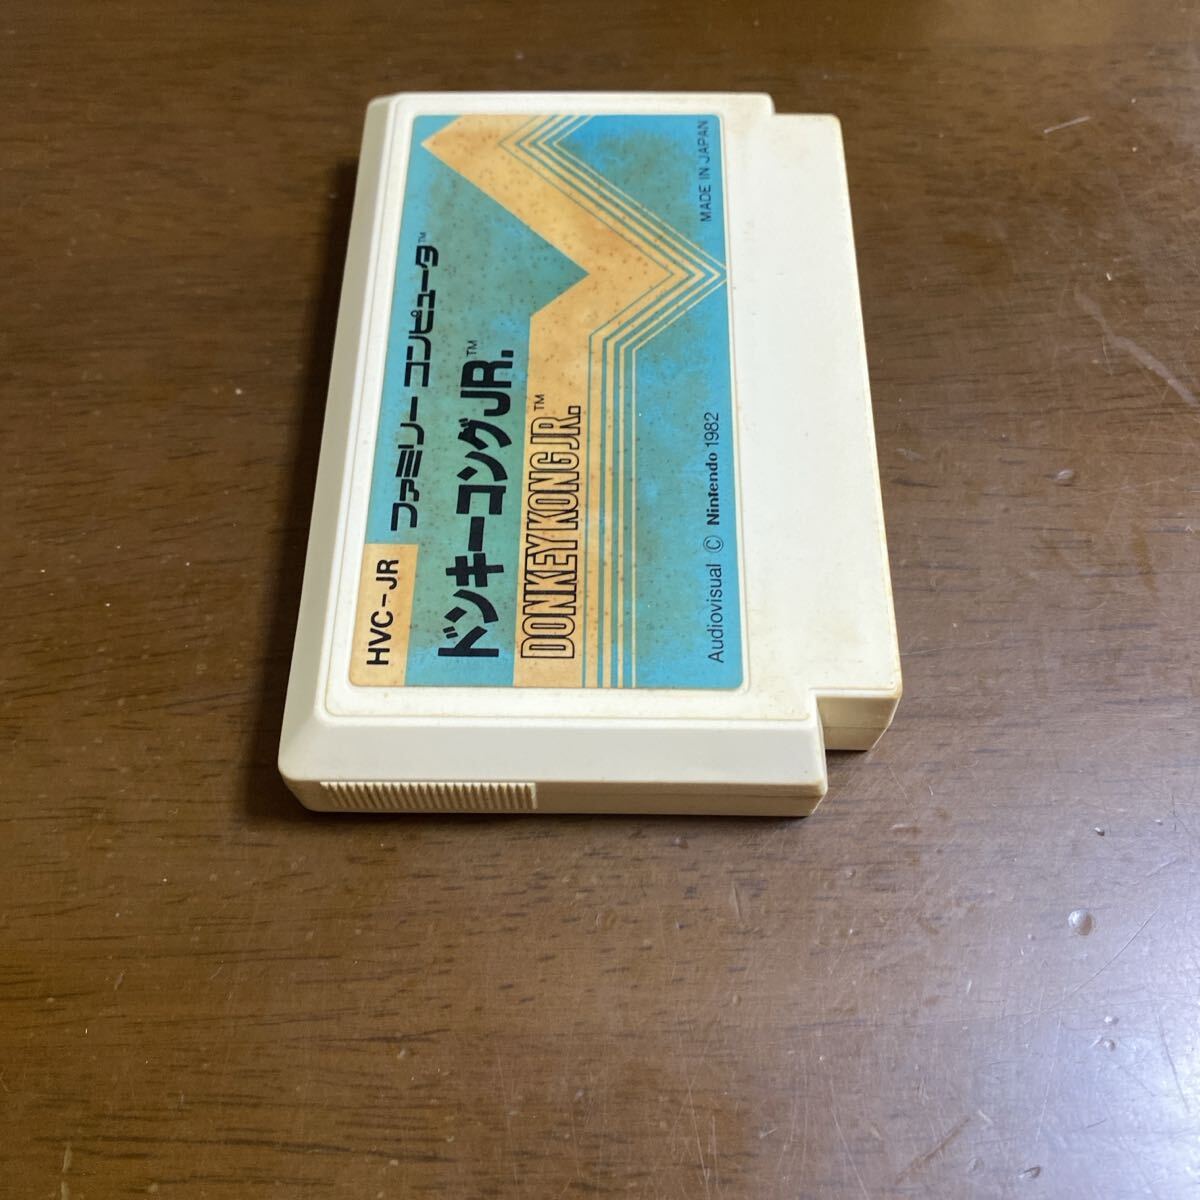 HVC-JR
ファミリー コンピュータ™
ドンキーコングJR.™
DONKEY KONG JR.™
Audiovisual © Nintendo 1982
MADE IN JAPAN